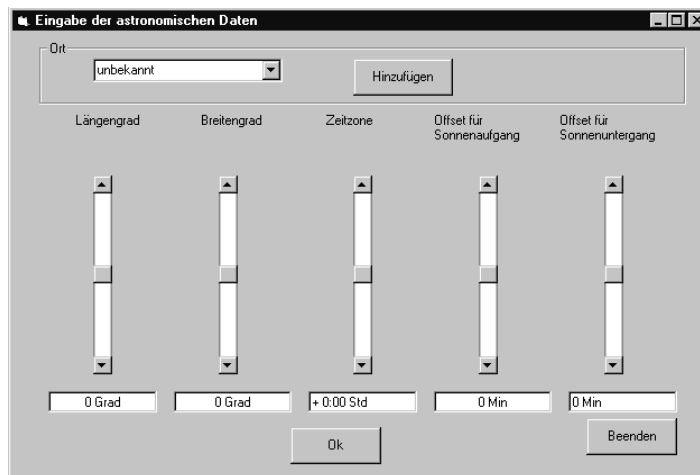 Eingabe der astronomischen Daten
Ort
unbekannt
Hinzufügen
Längengrad
Breitengrad
Zeitzone
Offset für
Sonnenaufgang
Offset für
Sonnenuntergang
0 Grad
0 Grad
+ 0:00 Std
0 Min
0 Min
Ok
Beenden